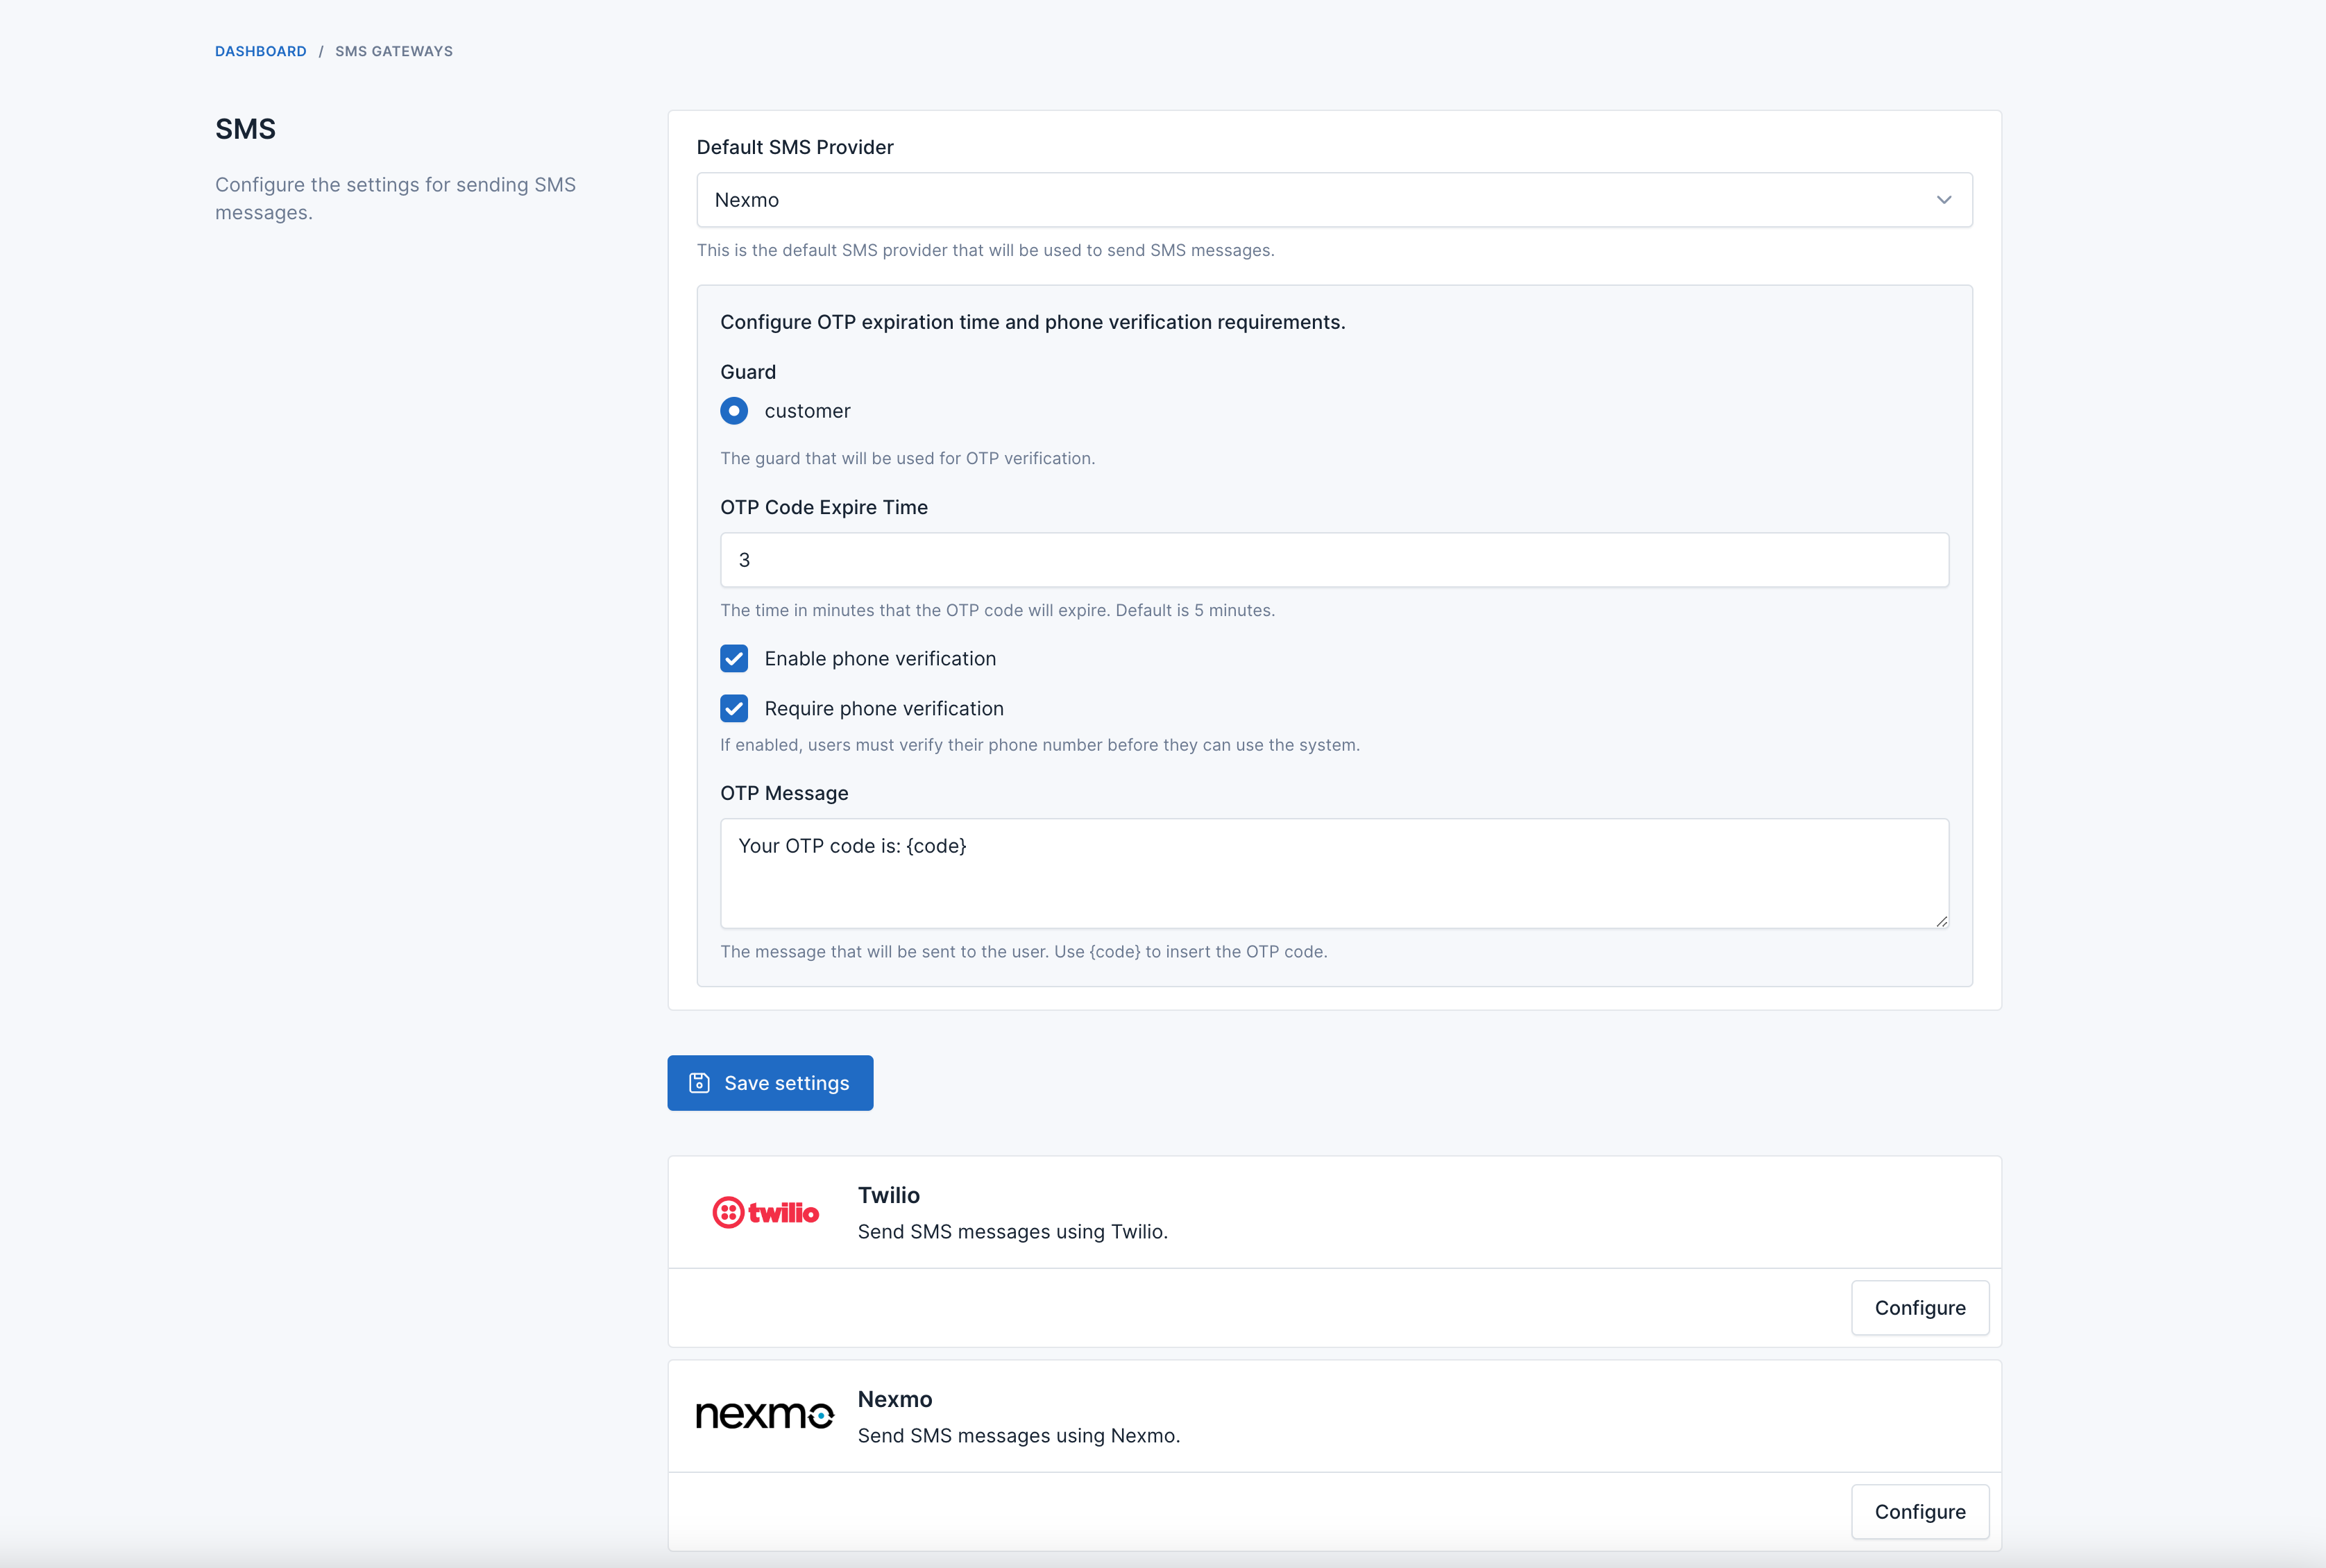 DASHBOARD / SMS GATEWAYS
SMS
Configure the settings for sending SMS
messages.
Default SMS Provider
Nexmo
This is the default SMS provider that will be used to send SMS messages.
Configure OTP expiration time and phone verification requirements.
Guard
customer
The guard that will be used for OTP verification.
OTP Code Expire Time
3
The time in minutes that the OTP code will expire. Default is 5 minutes.
Enable phone verification
Require phone verification
If enabled, users must verify their phone number before they can use the system.
OTP Message
Your OTP code is: {code}
The message that will be sent to the user. Use {code} to insert the OTP code.
Save settings
twilio
Twilio
Send SMS messages using Twilio.
Configure
nexmo
Nexmo
Send SMS messages using Nexmo.
Configure